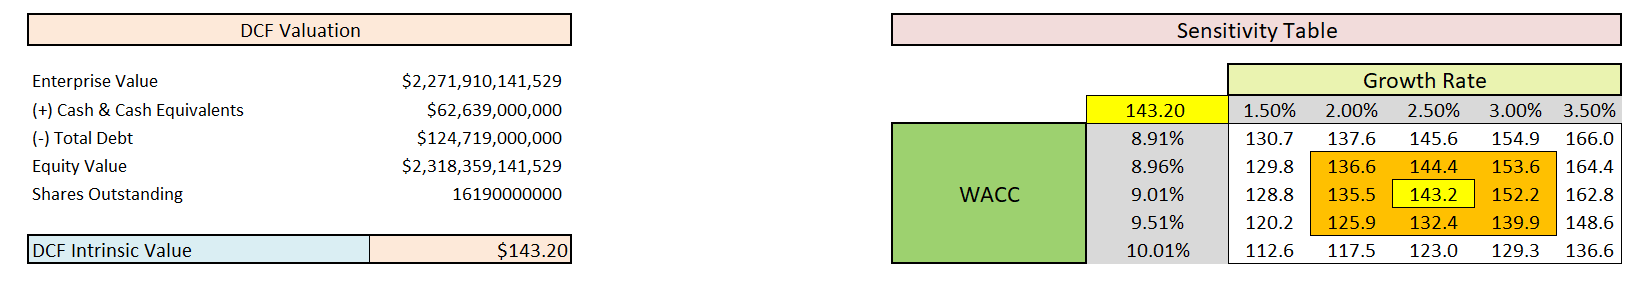 DCF Valuation
Enterprise Value $2,271,910,141,529
(+) Cash & Cash Equivalents $62,639,000,000
(-) Total Debt $124,719,000,000
Equity Value $2,318,359,141,529
Shares Outstanding 16190000000
DCF Intrinsic Value $143.20
Sensitivity Table
Growth Rate
143.20 1.50% 2.00% 2.50% 3.00% 3.50%
8.91% 130.7 137.6 145.6 154.9 166.0
8.96% 129.8 136.6 144.4 153.6 164.4
WACC 9.01% 128.8 135.5 143.2 152.2 162.8
9.51% 120.2 125.9 132.4 139.9 148.6
10.01% 112.6 117.5 123.0 129.3 136.6